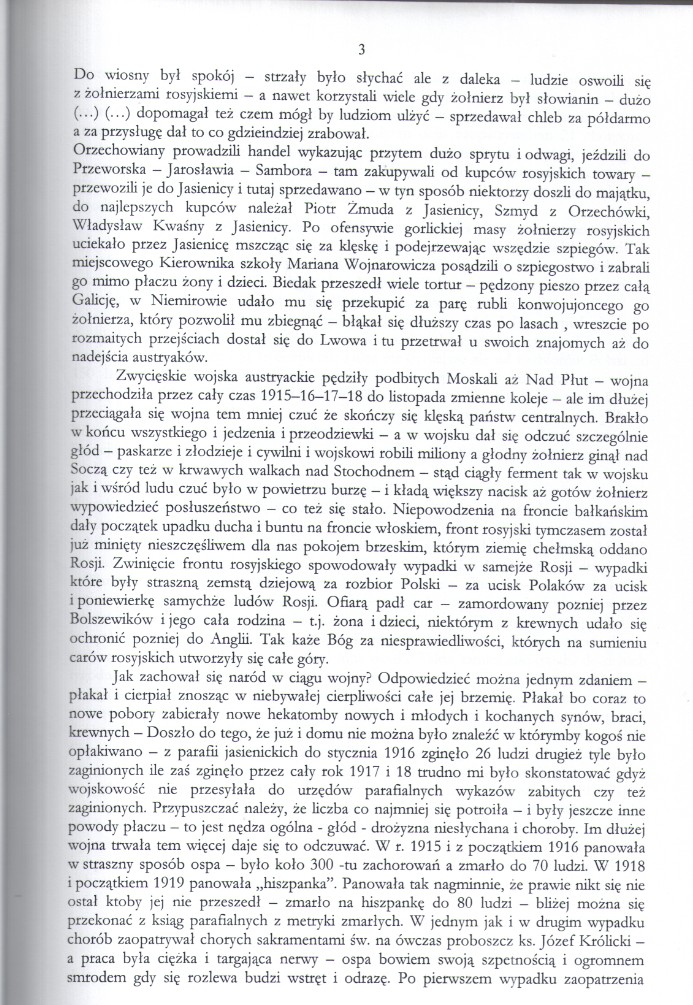 3
Do wiosny był spokój – strzały było słychać ale z daleka – ludzie oswoili się
z żołnierzami rosyjskiemi – a nawet korzystali wiele gdy żołnierz był słowianin – dużo
(…) (…) dopomagał też czem mógł by ludziom ulżyć – sprzedawał chleb za półdarmo
a za przysługę dał to co gdzieindziej zrabował.
Orzechowiany prowadzili handel wykazując przytem dużo sprytu i odwagi, jeździli do
Przeworska – Jarosławia – Sambora – tam zakupywali od kupców rosyjskich towary –
przewozili je do Jasienicy i tutaj sprzedawano – w tyn sposób niektorzy doszli do majątku,
do najlepszych kupców należał Piotr Żmuda z Jasienicy, Szmyd z Orzechówki,
Władysław Kwaśny z Jasienicy. Po ofensywie gorlickiej masy żołnierzy rosyjskich
uciekało przez Jasienicę mszcząc się za klęskę i podejrzewając wszędzie szpiegów. Tak
miejscowego Kierownika szkoły Mariana Wojnarowicza posądzili o szpiegostwo i zabrali
go mimo płaczu żony i dzieci. Biedak przeszedł wiele tortur – pędzony pieszo przez całą
Galicję, w Niemirowie udało mu się przekupić za parę rubli konwojujoncego go
żołnierza, który pozwolił mu zbiegnąć – błąkał się dłuższy czas po lasach , wreszcie po
rozmaitych przejściach dostał się do Lwowa i tu przetrwał u swoich znajomych aż do
nadejścia austryaków.
Zwycięskie wojska austryackie pędziły podbitych Moskali aż Nad Płut – wojna
przechodziła przez cały czas 1915–16–17–18 do listopada zmienne koleje – ale im dłużej
przeciągała się wojna tem mniej czuć że skończy się klęską państw centralnych. Brakło
w końcu wszystkiego i jedzenia i przeodziewki – a w wojsku dał się odczuć szczególnie
głód – paskarze i złodzieje i cywilni i wojskowi robili miliony a głodny żołnierz ginął nad
Soczą czy też w krwawych walkach nad Stochodnem – stąd ciągły ferment tak w wojsku
jak i wśród ludu czuć było w powietrzu burzę – i kładą większy nacisk aż gotów żołnierz
wypowiedzieć posłuszeństwo – co też się stało. Niepowodzenia na froncie bałkańskim
dały początek upadku ducha i buntu na froncie włoskiem, front rosyjski tymczasem został
już minięty nieszczęśliwem dla nas pokojem brzeskim, którym ziemię chełmską oddano
Rosji. Zwinięcie frontu rosyjskiego spowodowały wypadki w samejże Rosji – wypadki
które były straszną zemstą dziejową za rozbior Polski – za ucisk Polaków za ucisk
i poniewierkę samychże ludów Rosji. Ofiarą padł car – zamordowany pozniej przez
Bolszewików i jego cała rodzina – t.j. żona i dzieci, niektórym z krewnych udało się
ochronić pozniej do Anglii. Tak każe Bóg za niesprawiedliwości, których na sumieniu
carów rosyjskich utworzyły się całe góry.
Jak zachował się naród w ciągu wojny? Odpowiedzieć można jednym zdaniem –
płakał i cierpiał znosząc w niebywałej cierpliwości całe jej brzemię. Płakał bo coraz to
nowe pobory zabierały nowe hekatomby nowych i młodych i kochanych synów, braci,
krewnych – Doszło do tego, że już i domu nie można było znaleźć w którymby kogoś nie
opłakiwano – z parafii jasienickich do stycznia 1916 zginęło 26 ludzi drugież tyle było
zaginionych ile zaś zginęło przez cały rok 1917 i 18 trudno mi było skonstatować gdyż
wojskowość nie przesyłała do urzędów parafialnych wykazów zabitych czy też
zaginionych. Przypuszczać należy, że liczba co najmniej się potroiła – i były jeszcze inne
powody płaczu – to jest nędza ogólna - głód - drożyzna niesłychana i choroby. Im dłużej
wojna trwała tem więcej daje się to odczuwać. W r. 1915 i z początkiem 1916 panowała
w straszny sposób ospa – było koło 300 -tu zachorowań a zmarło do 70 ludzi. W 1918
i początkiem 1919 panowała „hiszpanka”. Panowała tak nagminnie, że prawie nikt się nie
ostał ktoby jej nie przeszedł – zmarło na hiszpankę do 80 ludzi – bliżej można się
przekonać z ksiąg parafialnych z metryki zmarłych. W jednym jak i w drugim wypadku
chorób zaopatrywał chorych sakramentami św. na ówczas proboszcz ks. Józef Królicki –
a praca była ciężka i targająca nerwy – ospa bowiem swoją szpetnością i ogromnem
smrodem gdy się rozlewa budzi wstręt i odrazę. Po pierwszem wypadku zaopatrzenia